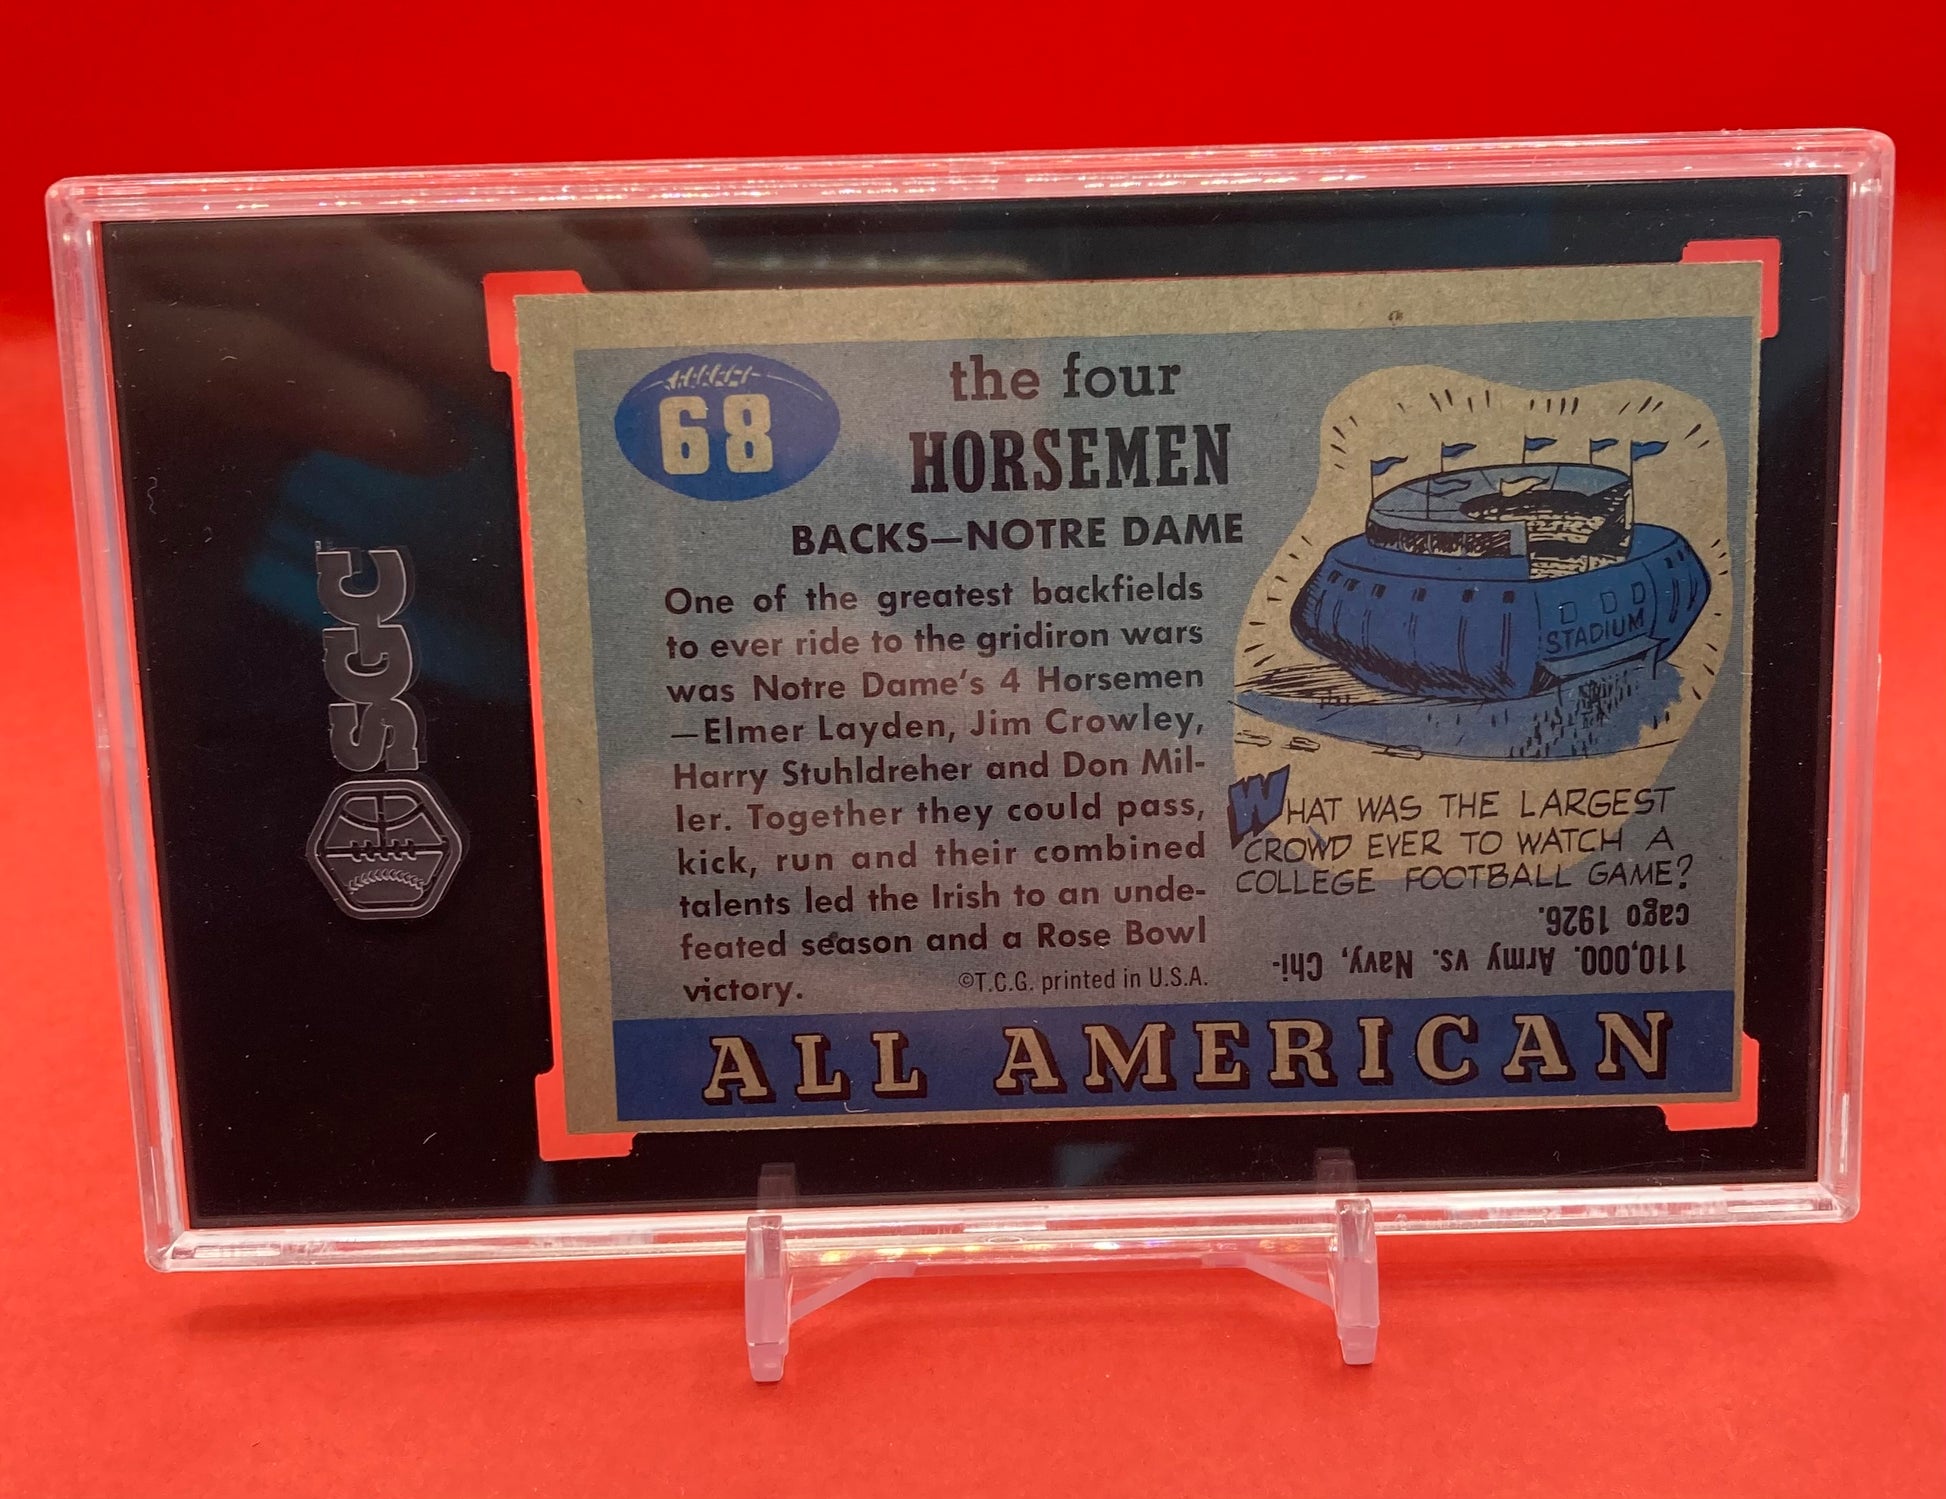 SGC
68
the four
HORSEMEN
BACKS—NOTRE DAME
One of the greatest backfields
to ever ride to the gridiron wars
was Notre Dame's 4 Horsemen
—Elmer Layden, Jim Crowley,
Harry Stuhldreher and Don Mil-
ler. Together they could pass,
kick, run and their combined
talents led the Irish to an unde-
feated season and a Rose Bowl
victory.
©T.C.G. printed in U.S.A.
STADIUM
WHAT WAS THE LARGEST
CROWD EVER TO WATCH A
COLLEGE FOOTBALL GAME?
110,000. Army vs. Navy, Chi-
cago 1926.
ALL AMERICAN